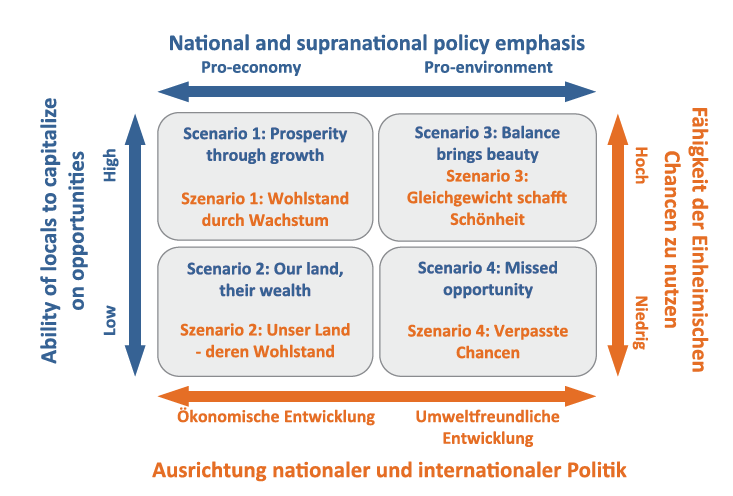 National and supranational policy emphasis
Pro-economy
Pro-environment
Ability of locals to capitalize
on opportunities
High
Low
Scenario 1: Prosperity
through growth
Szenario 1: Wohlstand
durch Wachstum
Scenario 3: Balance
brings beauty
Szenario 3:
Gleichgewicht schafft
Schönheit
Scenario 2: Our land,
their wealth
Szenario 2: Unser Land
- deren Wohlstand
Scenario 4: Missed
opportunity
Szenario 4: Verpasste
Chancen
Hoch
Niedrig
Fähigkeit der Einheimischen
Chancen zu nutzen
Ökonomische Entwicklung
Umweltfreundliche
Entwicklung
Ausrichtung nationaler und internationaler Politik